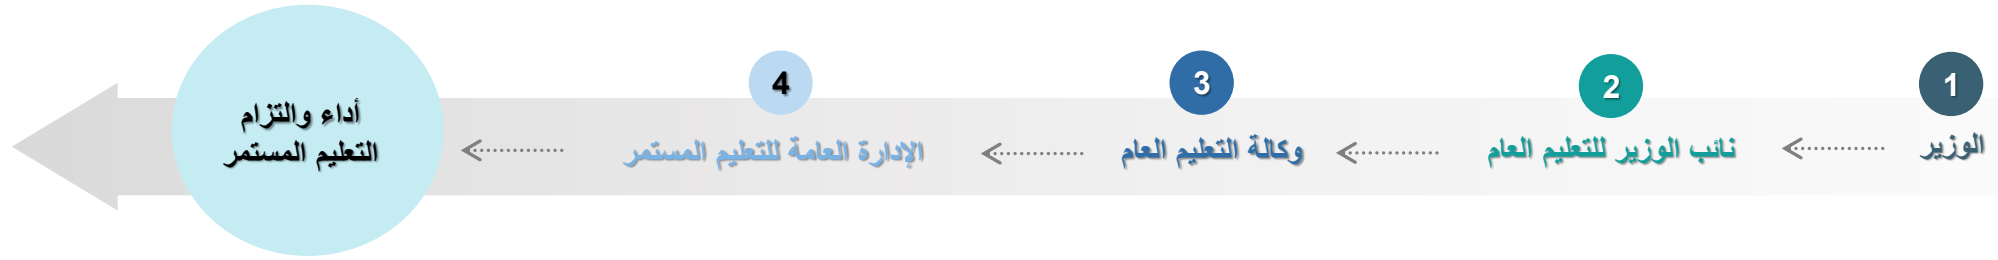 1
الوزير
2
نائب الوزير للتعليم العام
3
وكالة التعليم العام
4
الإدارة العامة للتعليم المستمر
أداء والتزام
التعليم المستمر